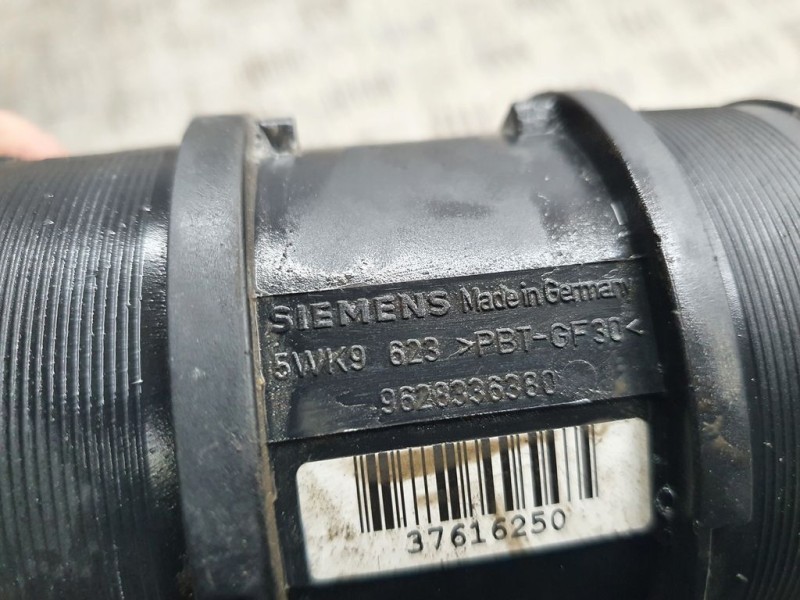 SIEMENS Made in Germany
5WK9 623 >PBT-GF30<
9628336380
37616250